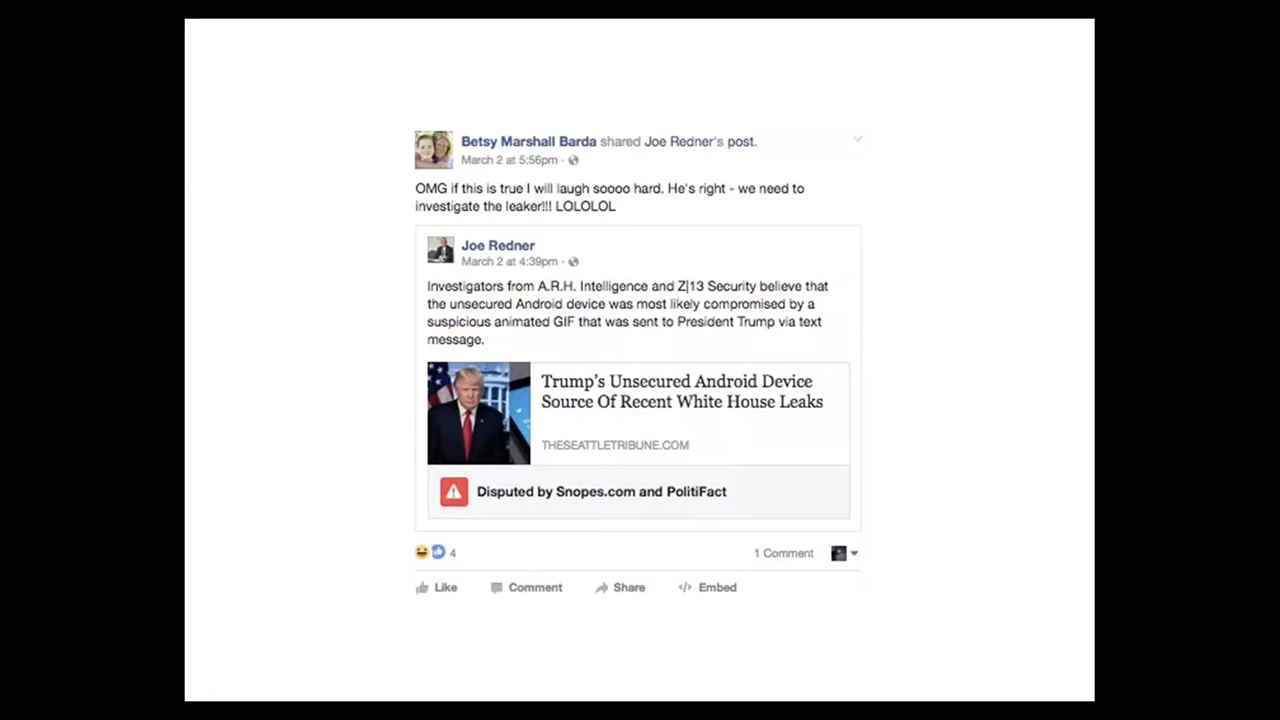 Betsy Marshall Barda shared Joe Redner's post.
March 2 at 5:56pm ·
OMG if this is true I will laugh soooo hard. He's right - we need to
investigate the leaker!!! LOLOLOL
Joe Redner
March 2 at 4:39pm ·
Investigators from A.R.H. Intelligence and Z|13 Security believe that
the unsecured Android device was most likely compromised by a
suspicious animated GIF that was sent to President Trump via text
message.
Trump's Unsecured Android Device
Source Of Recent White House Leaks
THESEATTLETRIBUNE.COM
Disputed by Snopes.com and PolitiFact
4 1 Comment
Like Comment Share Embed